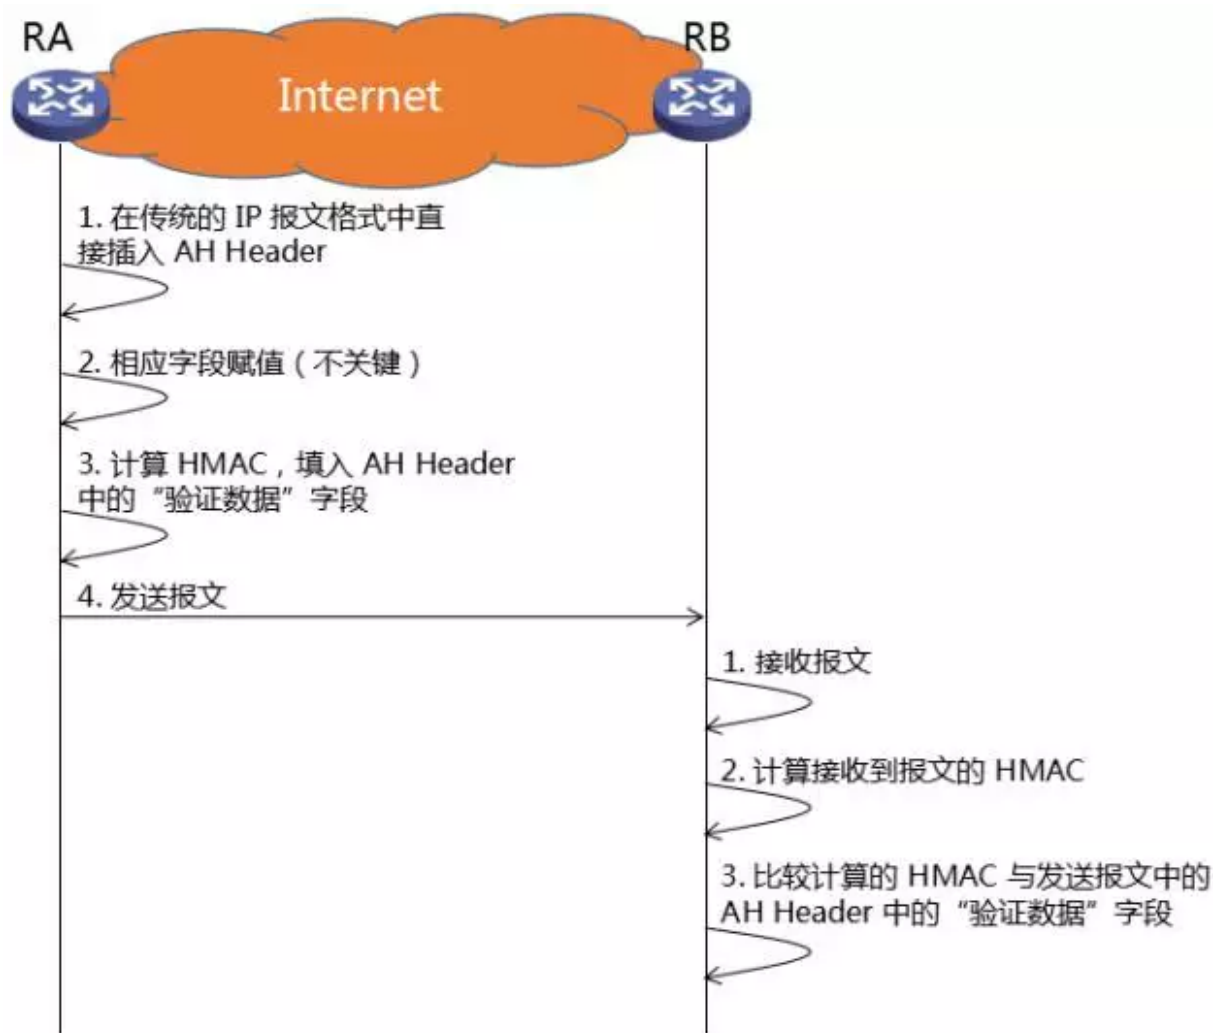 RA
RB
Internet
1. 在传统的 IP 报文格式中直
接插入 AH Header
2. 相应字段赋值（不关键）
3. 计算 HMAC，填入 AH Header
中的“验证数据”字段
4. 发送报文
1. 接收报文
2. 计算接收到报文的 HMAC
3. 比较计算的 HMAC 与发送报文中的
AH Header 中的“验证数据”字段